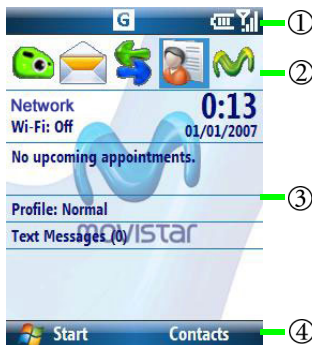 G ①
②
Network 0:13
Wi-Fi: Off 01/01/2007
No upcoming appointments.
③
Profile: Normal
movistar
Text Messages (0)
Start Contacts ④